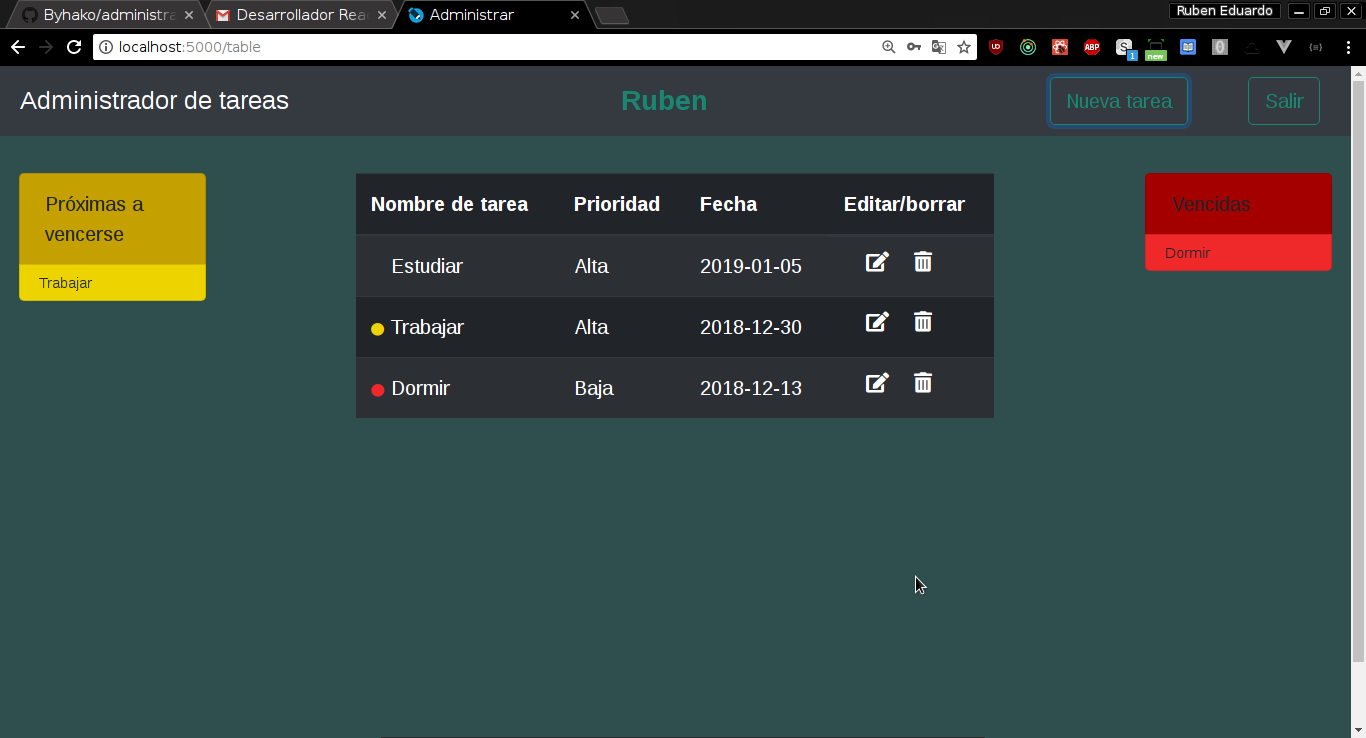 Byhako/administra
Desarrollador Rea
Administrar
Ruben Eduardo
localhost:5000/table
UD
ABP
S
1
new
Administrador de tareas
Ruben
Nueva tarea
Salir
Próximas a
vencerse
Trabajar
Nombre de tarea Prioridad Fecha Editar/borrar
Estudiar Alta 2019-01-05
Trabajar Alta 2018-12-30
Dormir Baja 2018-12-13
Vencidas
Dormir